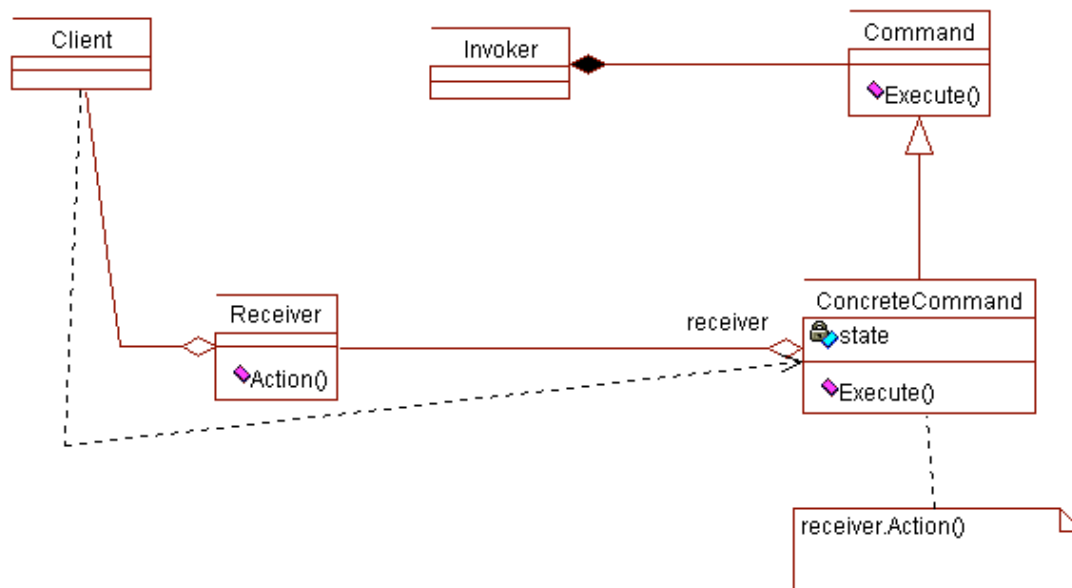 Client
Invoker
Command
Execute()
Receiver
Action()
receiver
ConcreteCommand
state
Execute()
receiver.Action()